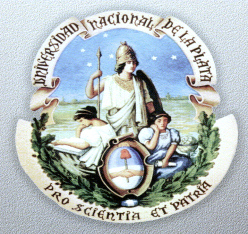 UNIVERSIDAD NACIONAL DE LA PLATA
PRO SCIENTIA ET PATRIA